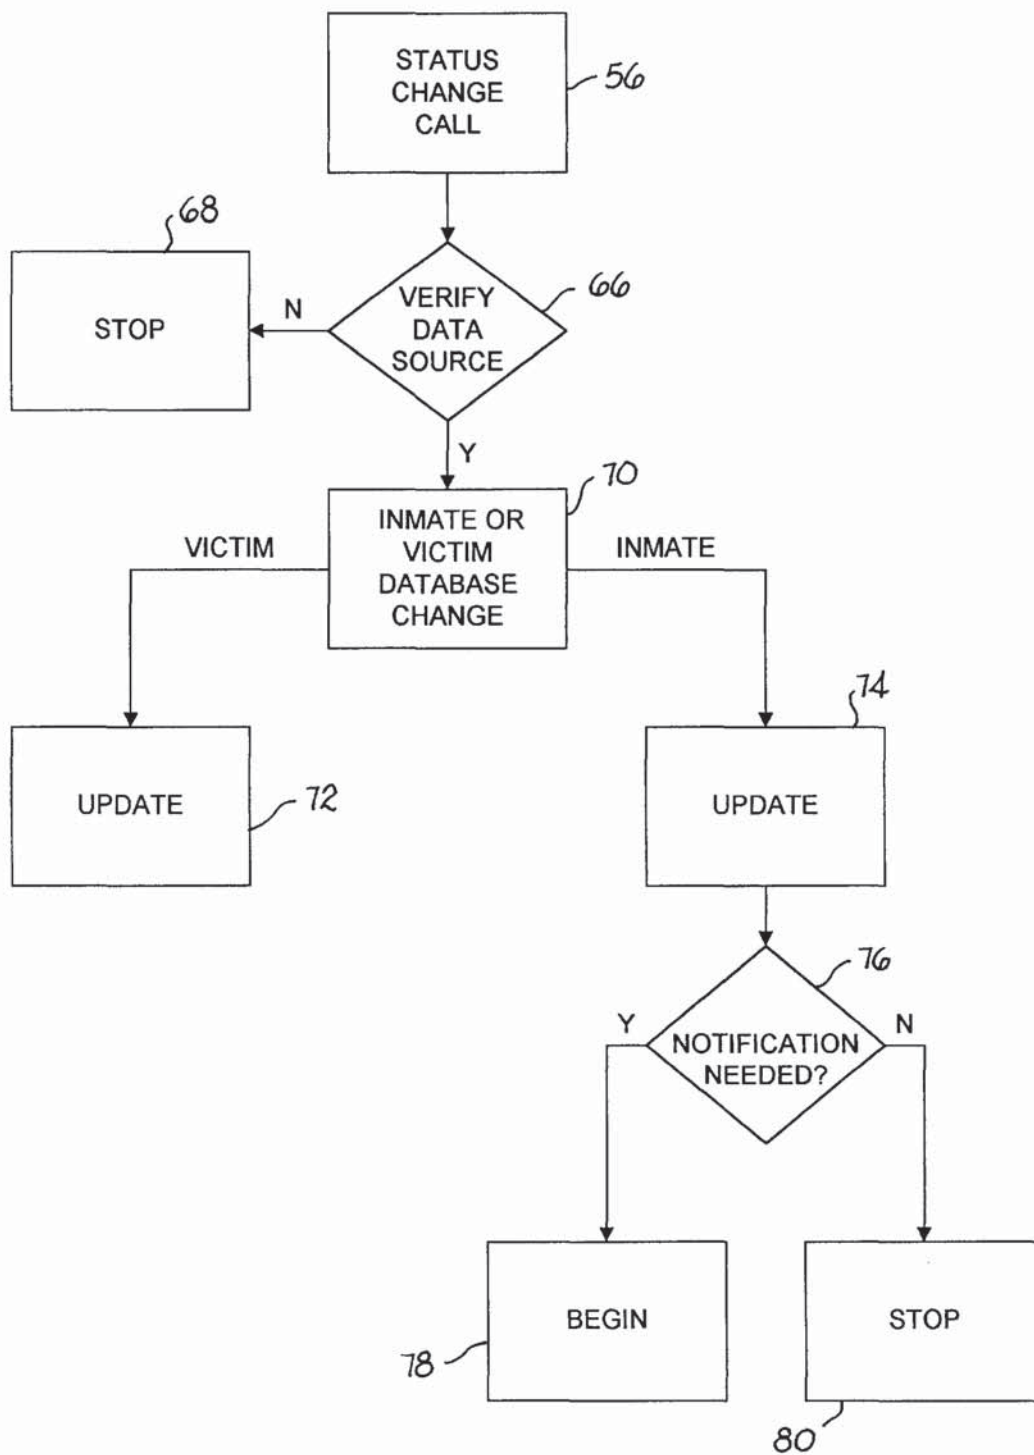 STATUS
CHANGE
CALL
56
68
STOP
N
VERIFY
DATA
SOURCE
66
Y
70
INMATE OR
VICTIM
DATABASE
CHANGE
VICTIM
INMATE
UPDATE
72
74
UPDATE
76
Y
NOTIFICATION
NEEDED?
N
BEGIN
78
STOP
80